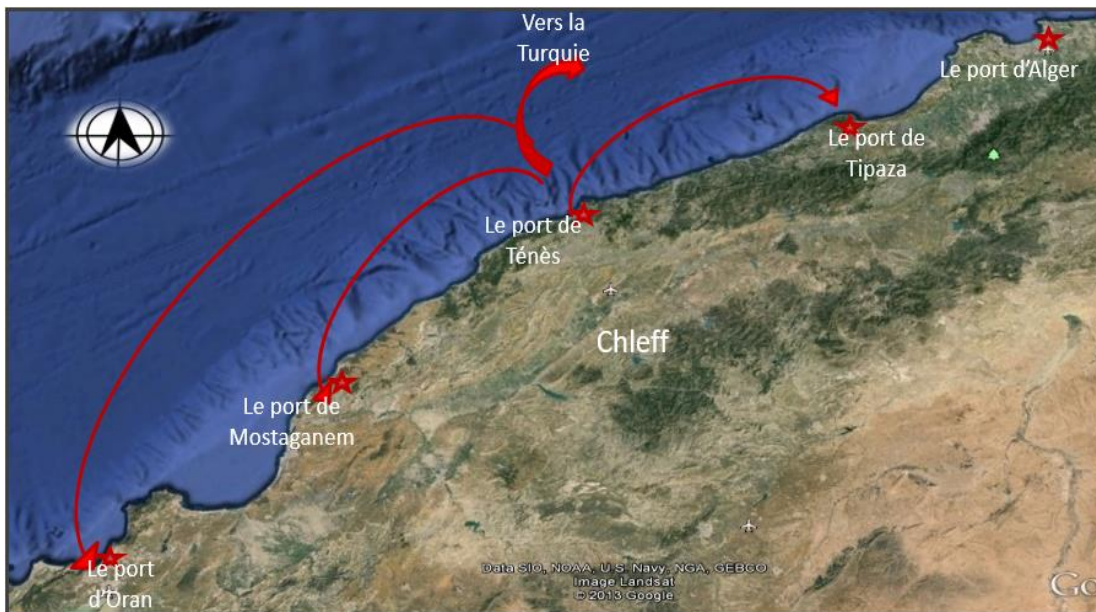 Vers la
Turquie
Le port d'Alger
Le port de
Tipaza
Le port de
Ténès
Chleff
Le port de
Mostaganem
Le port
d'Oran
Data SIO, NOAA, U.S. Navy, NGA, GEBCO
Image Landsat
© 2013 Google
Go